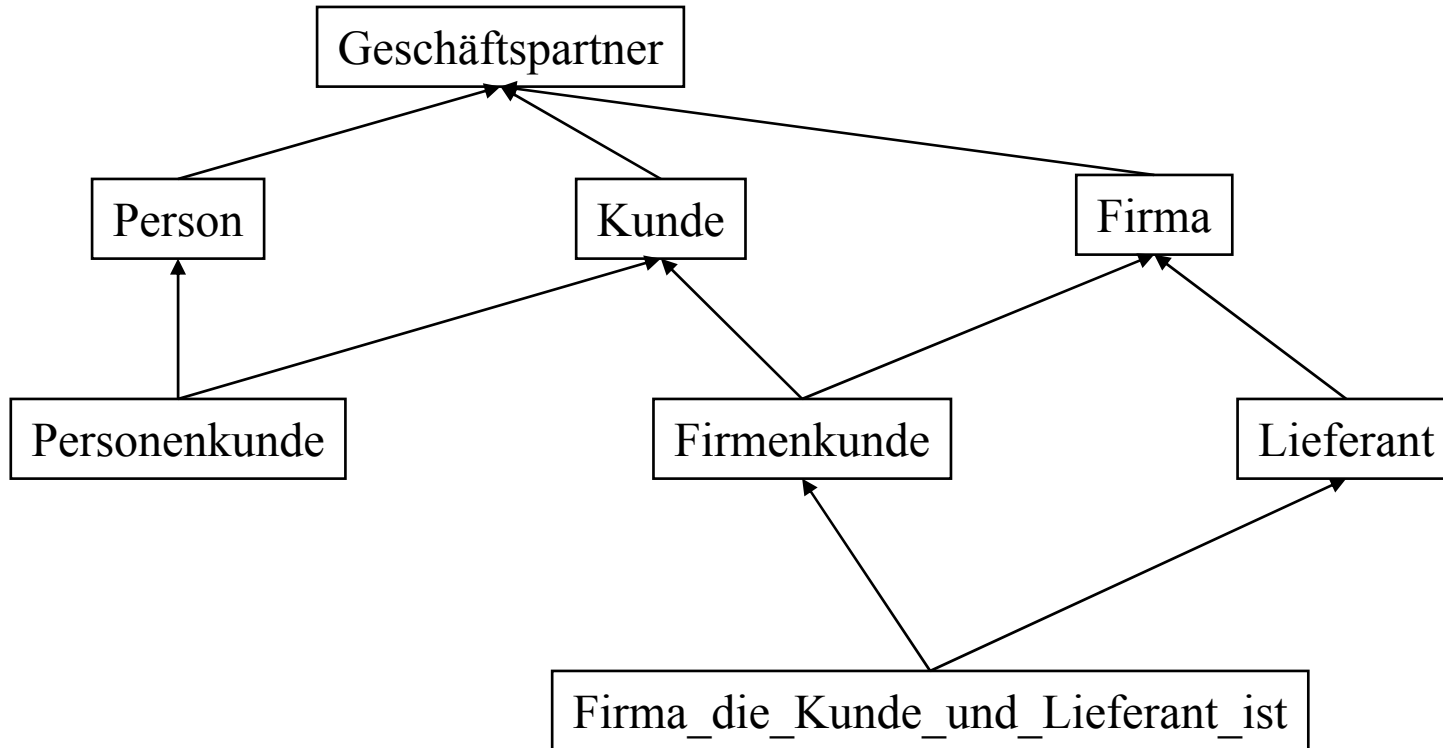 Geschäftspartner
Person
Kunde
Firma
Personenkunde
Firmenkunde
Lieferant
Firma_die_Kunde_und_Lieferant_ist